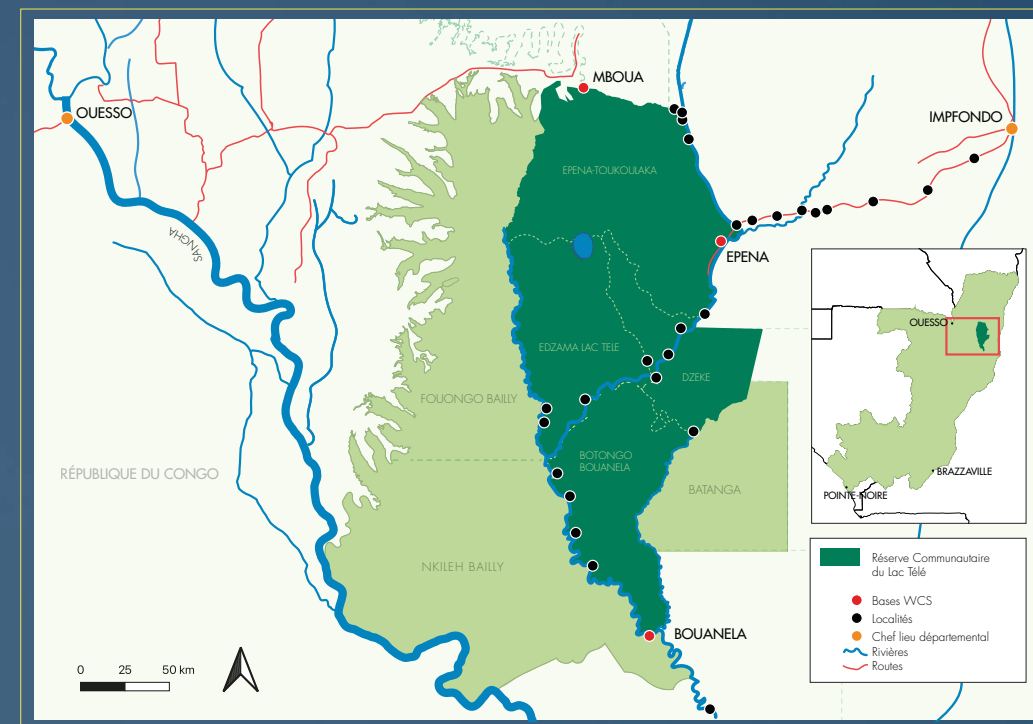 MBOUA
OUESSO
IMPFONDO
EPENA-TOUKOULAKA
SANGHA
EPENA
OUESSO
EDZAMA LAC TELE
DZEKE
FOUONGO BAILLY
BOTONGO
BOUANELA
RÉPUBLIQUE DU CONGO
BATANGA
BRAZZAVILLE
POINTE-NOIRE
NKILEH BAILLY
Réserve Communautaire
du Lac Télé
Bases WCS
Localités
Chef lieu départemental
Rivières
Routes
BOUANELA
0 25 50 km